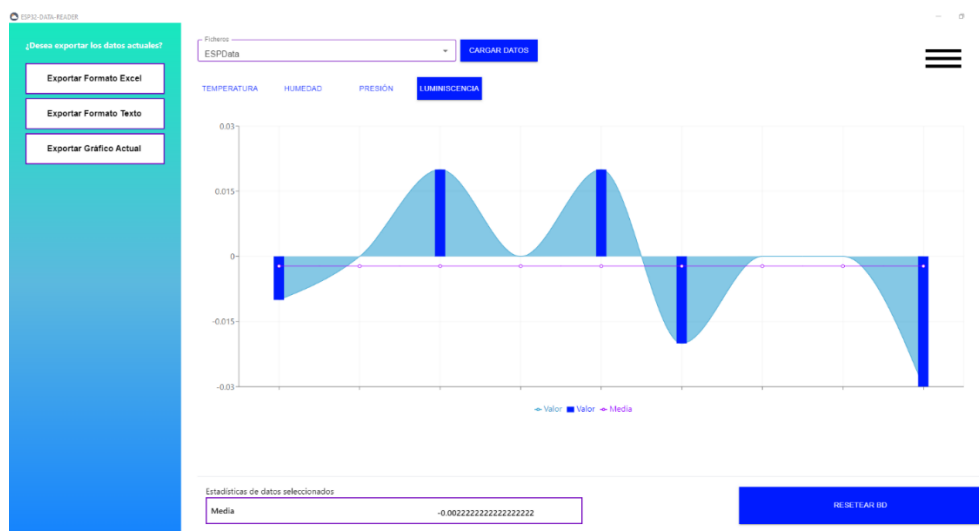 ESP32-DATA-READER
¿Desea exportar los datos actuales?
Exportar Formato Excel
Exportar Formato Texto
Exportar Gráfico Actual
Ficheros
ESPData
CARGAR DATOS
TEMPERATURA HUMEDAD PRESIÓN LUMINISCENCIA
0.03
0.015
0
-0.015
-0.03
Valor Valor Media
Estadísticas de datos seleccionados
Media -0.0022222222222222222
RESETEAR BD